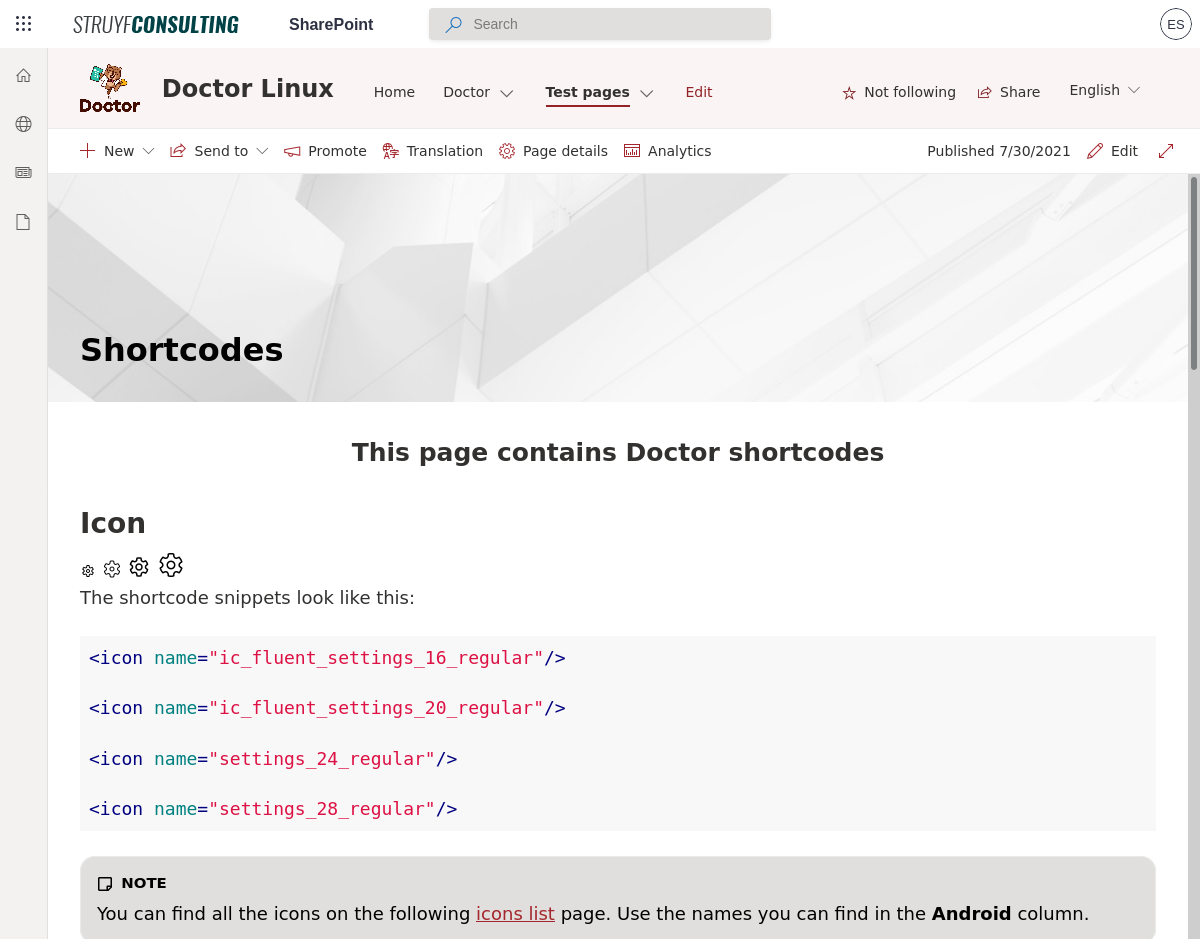 STRUYFCONSULTING SharePoint Search ES
Doctor Doctor Linux Home Doctor Test pages Edit Not following Share English
New Send to Promote Translation Page details Analytics Published 7/30/2021 Edit
Shortcodes
This page contains Doctor shortcodes
Icon
The shortcode snippets look like this:
<icon name="ic_fluent_settings_16_regular"/>
<icon name="ic_fluent_settings_20_regular"/>
<icon name="settings_24_regular"/>
<icon name="settings_28_regular"/>
NOTE
You can find all the icons on the following icons list page. Use the names you can find in the Android column.